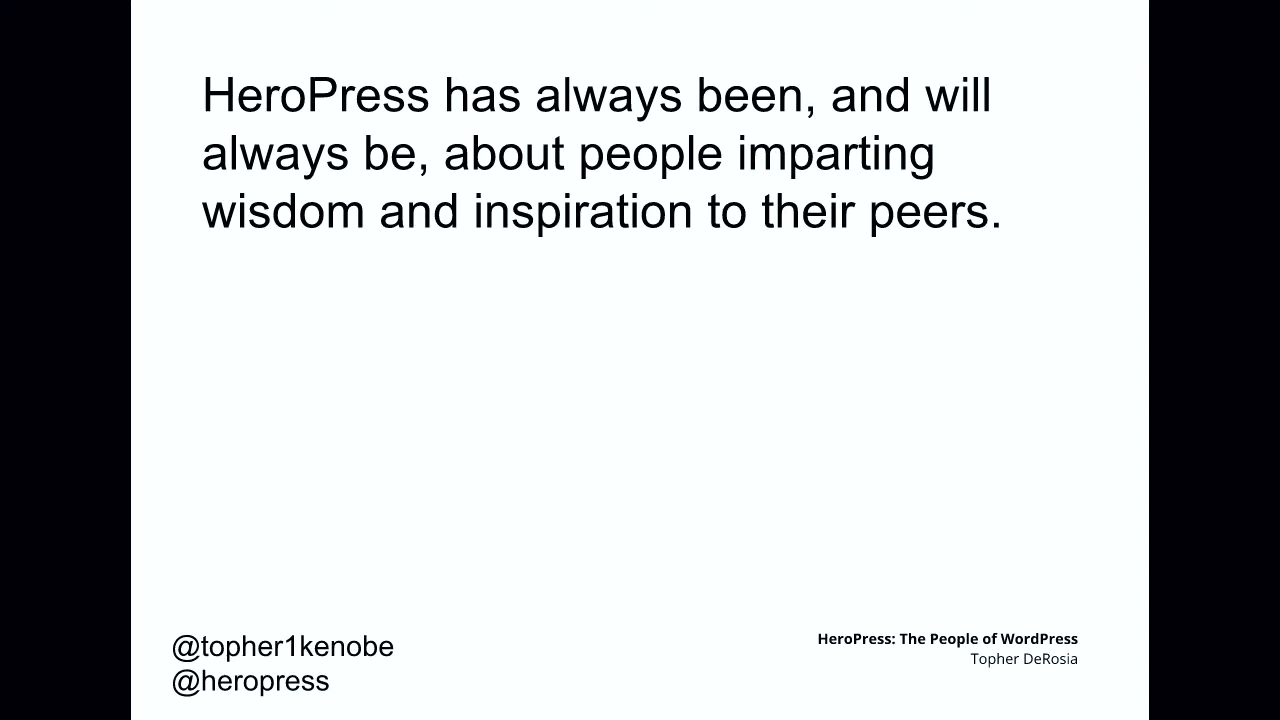 HeroPress has always been, and will
always be, about people imparting
wisdom and inspiration to their peers.
@topher1kenobe
@heropress
HeroPress: The People of WordPress
Topher DeRosia